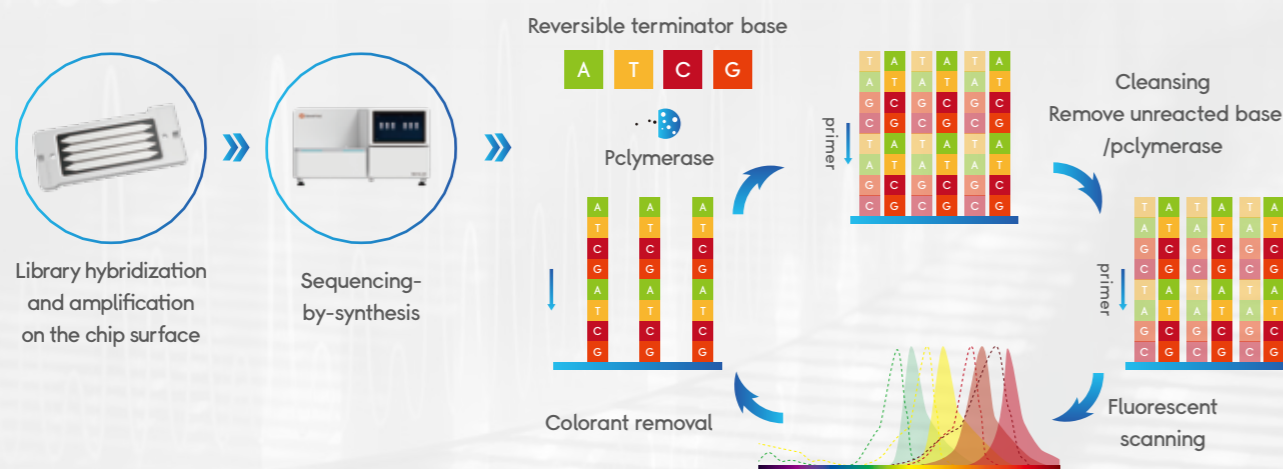 Reversible terminator base
A T C G
Pclymerase
Library hybridization
and amplification
on the chip surface
Sequencing-
by-synthesis
A A A
T T T
C C C
G G G
A A A
T T T
C C C
G G G
primer
T A T A T A
A T A T A T
G C G C G C
C G C G C G
T A T A T A
A T A T A T
G C G C G C
C G C G C G
Cleansing
Remove unreacted base
/pclymerase
primer
T A T A T A
A T A T A T
G C G C G C
C G C G C G
T A T A T A
A T A T A T
G C G C G C
C G C G C G
Fluorescent
scanning
Colorant removal